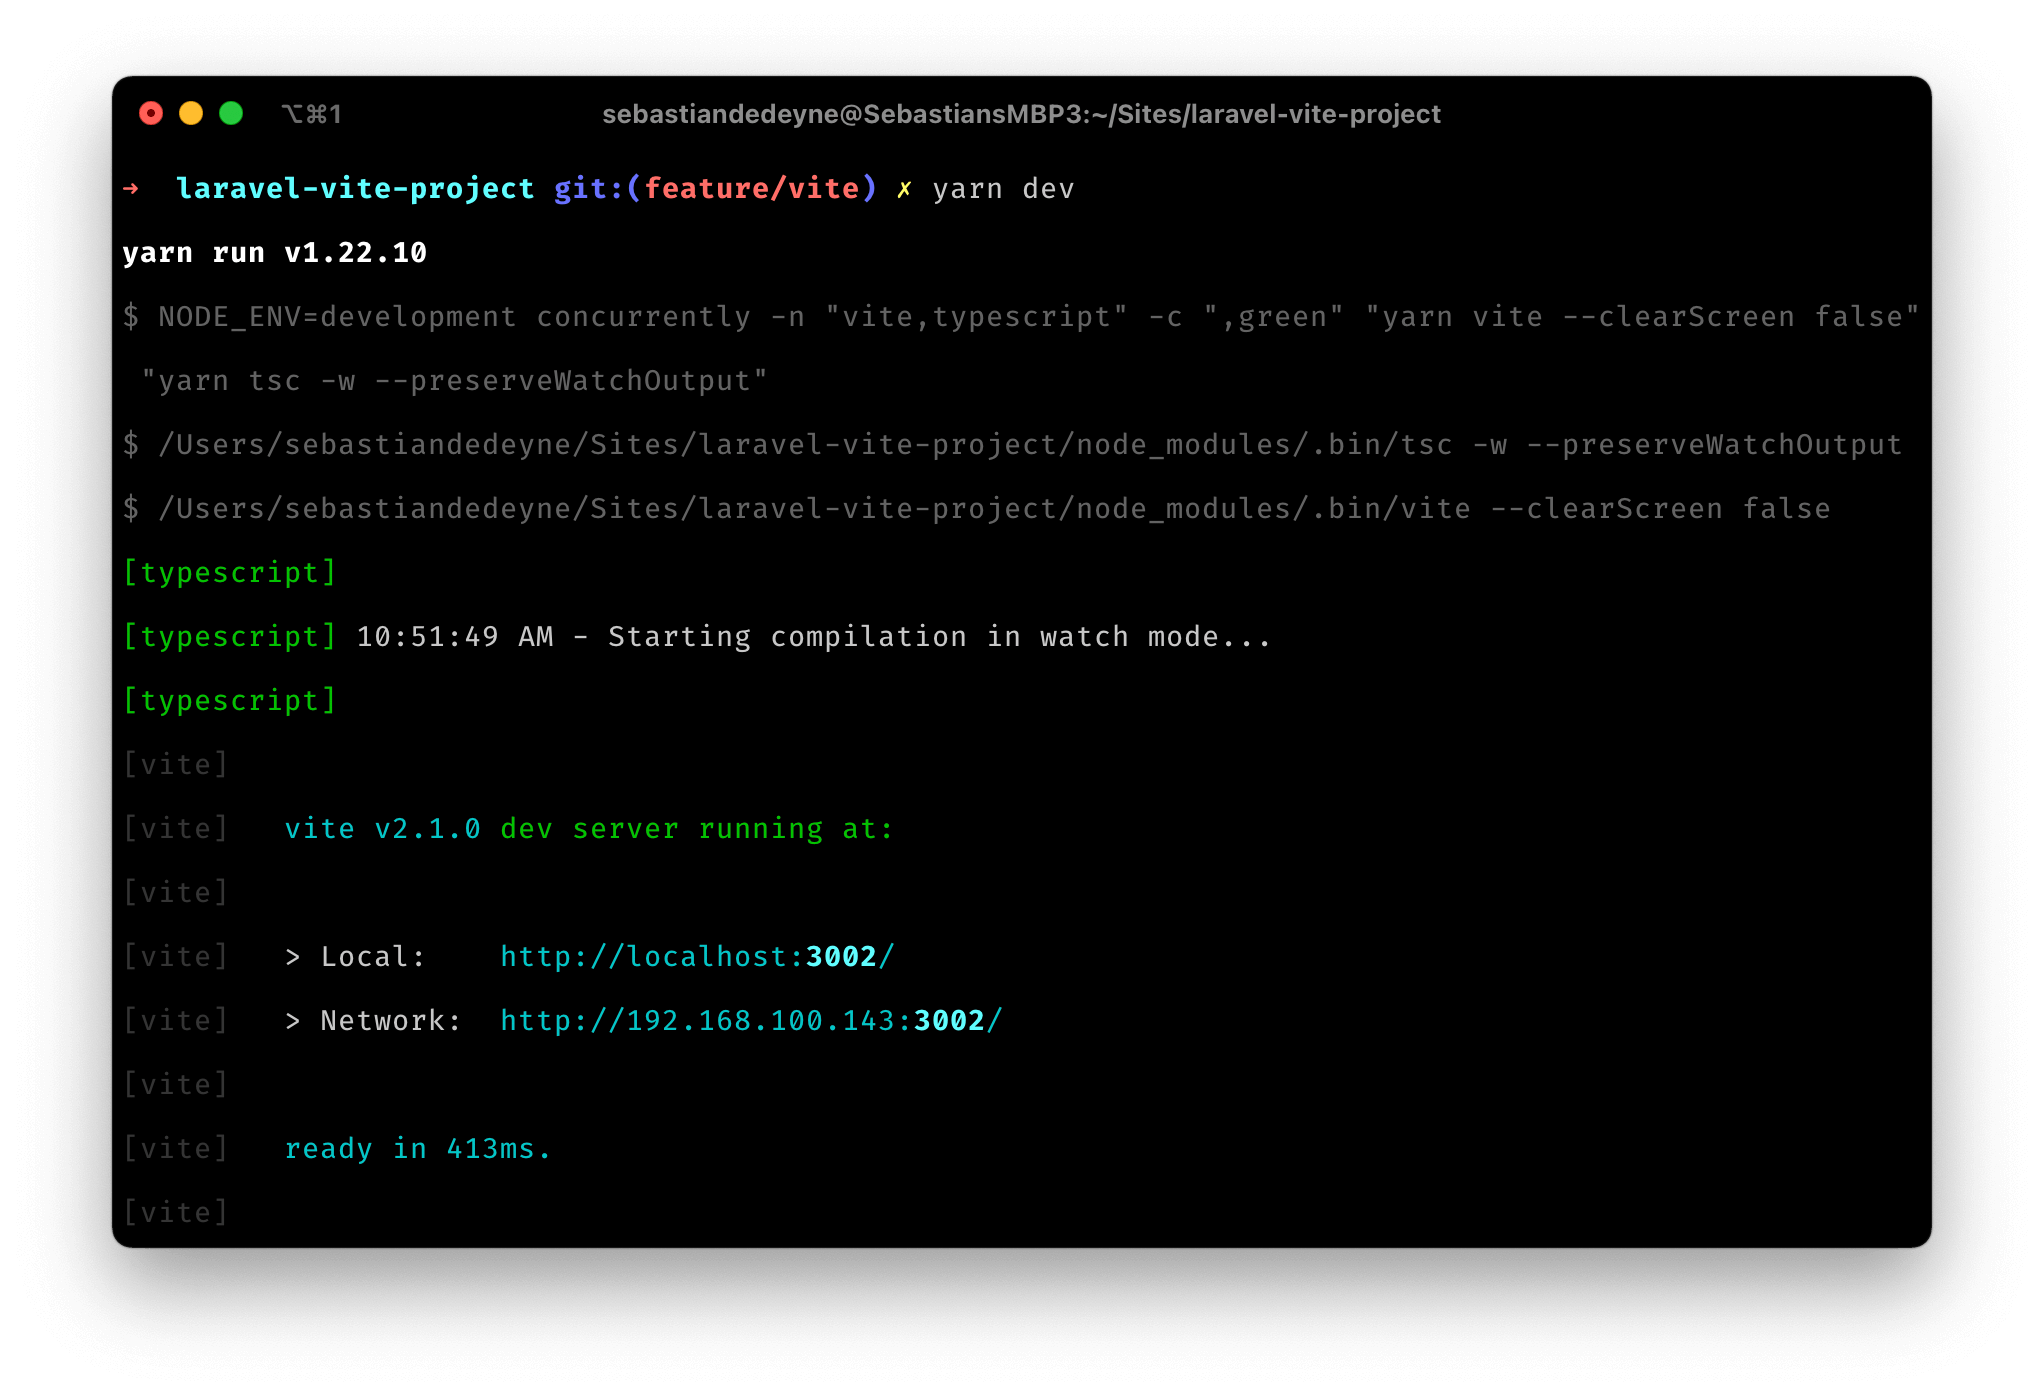 ⌥⌘1 sebastiandedeyne@SebastiansMBP3:~/Sites/laravel-vite-project
➜ laravel-vite-project git:(feature/vite) ✗ yarn dev
yarn run v1.22.10
$ NODE_ENV=development concurrently -n "vite,typescript" -c ",green" "yarn vite --clearScreen false"
"yarn tsc -w --preserveWatchOutput"
$ /Users/sebastiandedeyne/Sites/laravel-vite-project/node_modules/.bin/tsc -w --preserveWatchOutput
$ /Users/sebastiandedeyne/Sites/laravel-vite-project/node_modules/.bin/vite --clearScreen false
[typescript]
[typescript] 10:51:49 AM - Starting compilation in watch mode...
[typescript]
[vite]
[vite] vite v2.1.0 dev server running at:
[vite]
[vite] > Local: http://localhost:3002/
[vite] > Network: http://192.168.100.143:3002/
[vite]
[vite] ready in 413ms.
[vite]